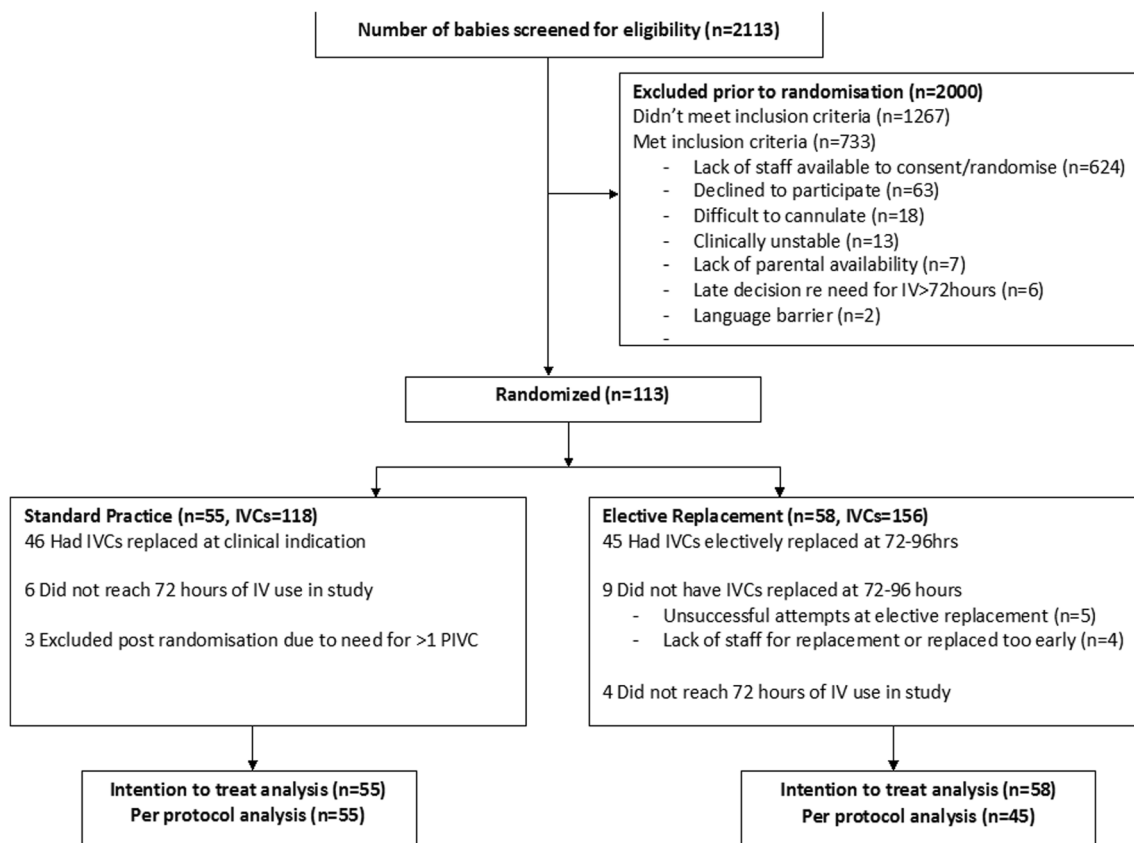 Number of babies screened for eligibility (n=2113)
Excluded prior to randomisation (n=2000)
Didn't meet inclusion criteria (n=1267)
Met inclusion criteria (n=733)
- Lack of staff available to consent/randomise (n=624)
- Declined to participate (n=63)
- Difficult to cannulate (n=18)
- Clinically unstable (n=13)
- Lack of parental availability (n=7)
- Late decision re need for IV>72hours (n=6)
- Language barrier (n=2)
-
Randomized (n=113)
Standard Practice (n=55, IVCs=118)
46 Had IVCs replaced at clinical indication
6 Did not reach 72 hours of IV use in study
3 Excluded post randomisation due to need for >1 PIVC
Elective Replacement (n=58, IVCs=156)
45 Had IVCs electively replaced at 72-96hrs
9 Did not have IVCs replaced at 72-96 hours
- Unsuccessful attempts at elective replacement (n=5)
- Lack of staff for replacement or replaced too early (n=4)
4 Did not reach 72 hours of IV use in study
Intention to treat analysis (n=55)
Per protocol analysis (n=55)
Intention to treat analysis (n=58)
Per protocol analysis (n=45)